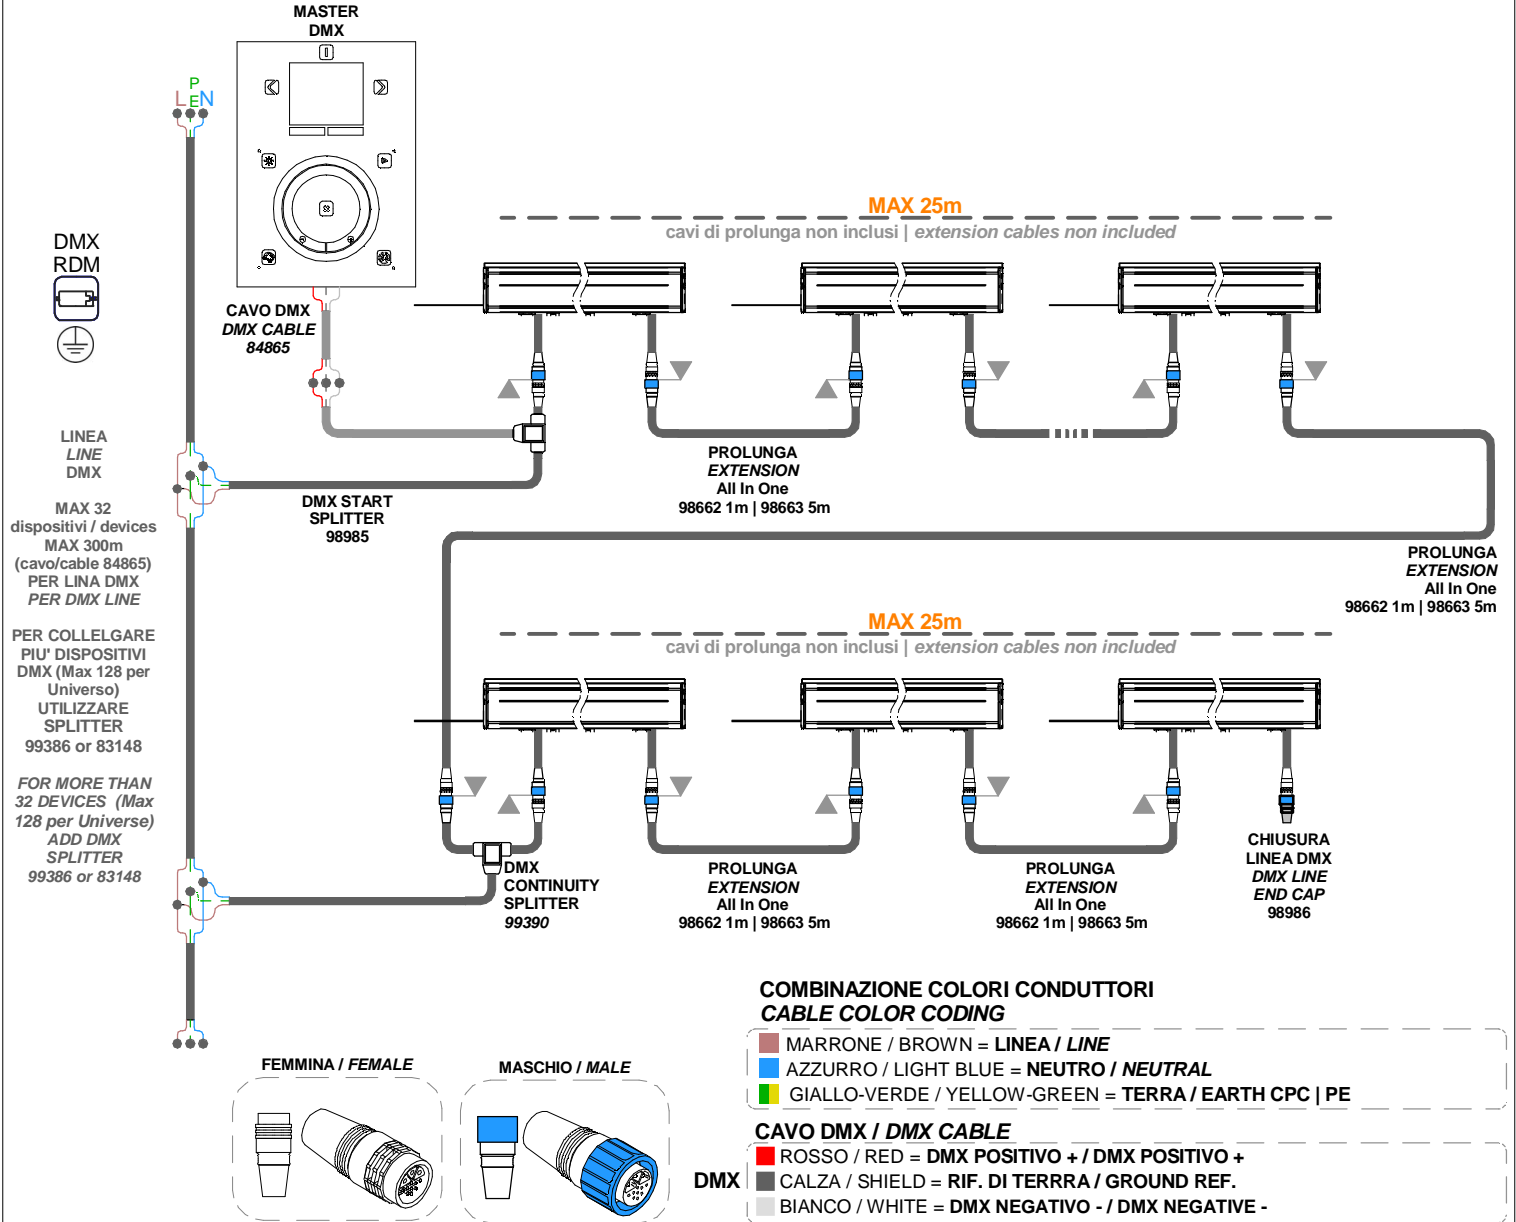 MASTER
DMX
P
LEN
MAX 25m
cavi di prolunga non inclusi | extension cables non included
DMX
RDM
CAVO DMX
DMX CABLE
84865
LINEA
LINE
DMX
MAX 32
dispositivi / devices
MAX 300m
(cavo/cable 84865)
PER LINA DMX
PER DMX LINE
PER COLLELGARE
PIU' DISPOSITIVI
DMX (Max 128 per
Universo)
UTILIZZARE
SPLITTER
99386 or 83148
FOR MORE THAN
32 DEVICES (Max
128 per Universe)
ADD DMX
SPLITTER
99386 or 83148
DMX START
SPLITTER
98985
PROLUNGA
EXTENSION
All In One
98662 1m | 98663 5m
PROLUNGA
EXTENSION
All In One
98662 1m | 98663 5m
MAX 25m
cavi di prolunga non inclusi | extension cables non included
DMX
CONTINUITY
SPLITTER
99390
PROLUNGA
EXTENSION
All In One
98662 1m | 98663 5m
PROLUNGA
EXTENSION
All In One
98662 1m | 98663 5m
CHIUSURA
LINEA DMX
DMX LINE
END CAP
98986
COMBINAZIONE COLORI CONDUTTORI
CABLE COLOR CODING
MARRONE / BROWN = LINEA / LINE
AZZURRO / LIGHT BLUE = NEUTRO / NEUTRAL
GIALLO-VERDE / YELLOW-GREEN = TERRA / EARTH CPC | PE
FEMMINA / FEMALE
MASCHIO / MALE
CAVO DMX / DMX CABLE
DMX
ROSSO / RED = DMX POSITIVO + / DMX POSITIVO +
CALZA / SHIELD = RIF. DI TERRRA / GROUND REF.
BIANCO / WHITE = DMX NEGATIVO - / DMX NEGATIVE -